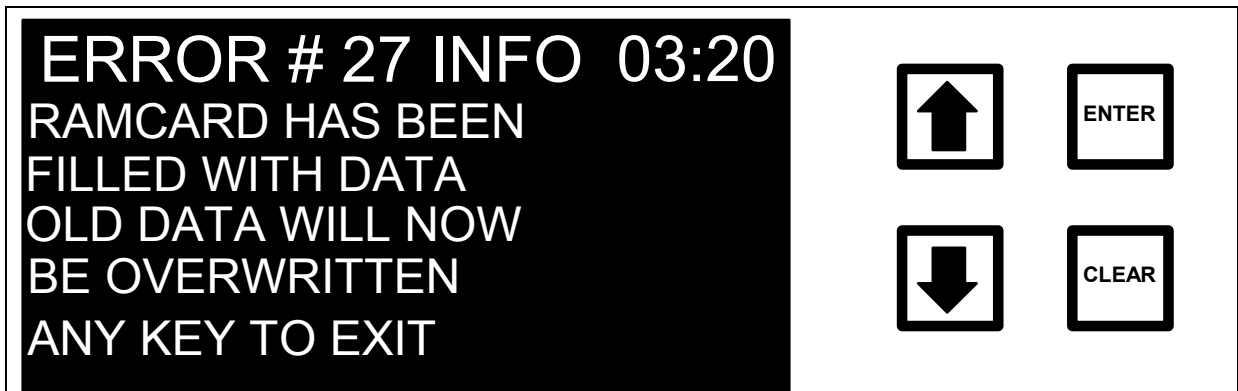 ERROR # 27 INFO 03:20
RAMCARD HAS BEEN
FILLED WITH DATA
OLD DATA WILL NOW
BE OVERWRITTEN
ANY KEY TO EXIT
ENTER
CLEAR